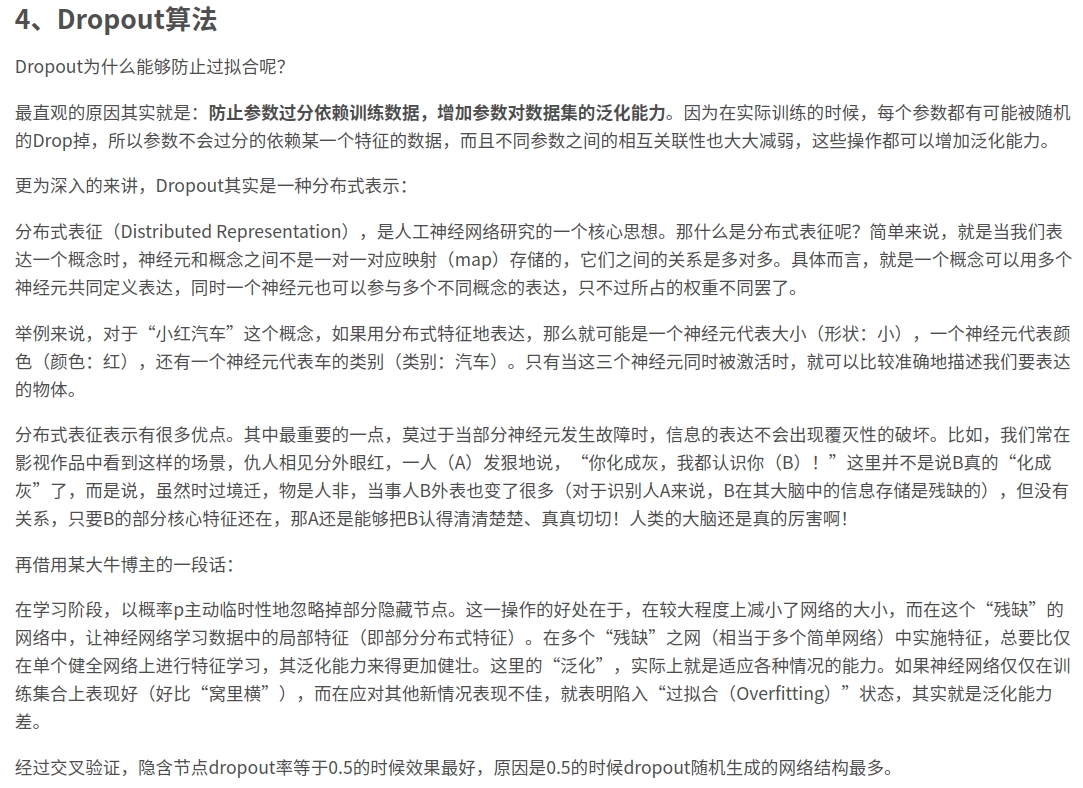 4、Dropout算法
Dropout为什么能够防止过拟合呢？
最直观的原因其实就是：防止参数过分依赖训练数据，增加参数对数据集的泛化能力。因为在实际训练的时候，每个参数都有可能被随机
的Drop掉，所以参数不会过分的依赖某一个特征的数据，而且不同参数之间的相互关联性也大大减弱，这些操作都可以增加泛化能力。
更为深入的来讲，Dropout其实是一种分布式表示：
分布式表征（Distributed Representation），是人工神经网络研究的一个核心思想。那什么是分布式表征呢？简单来说，就是当我们表
达一个概念时，神经元和概念之间不是一对一对应映射（map）存储的，它们之间的关系是多对多。具体而言，就是一个概念可以用多个
神经元共同定义表达，同时一个神经元也可以参与多个不同概念的表达，只不过所占的权重不同罢了。
举例来说，对于“小红汽车”这个概念，如果用分布式特征地表达，那么就可能是一个神经元代表大小（形状：小），一个神经元代表颜
色（颜色：红），还有一个神经元代表车的类别（类别：汽车）。只有当这三个神经元同时被激活时，就可以比较准确地描述我们要表达
的物体。
分布式表征表示有很多优点。其中最重要的一点，莫过于当部分神经元发生故障时，信息的表达不会出现覆灭性的破坏。比如，我们常在
影视作品中看到这样的场景，仇人相见分外眼红，一人（A）发狠地说，“你化成灰，我都认识你（B）！”这里并不是说B真的“化成
灰”了，而是说，虽然时过境迁，物是人非，当事人B外表也变了很多（对于识别人A来说，B在其大脑中的信息存储是残缺的），但没有
关系，只要B的部分核心特征还在，那A还是能够把B认得清清楚楚、真真切切！人类的大脑还是真的厉害啊！
再借用某大牛博主的一段话：
在学习阶段，以概率p主动临时性地忽略掉部分隐藏节点。这一操作的好处在于，在较大程度上减小了网络的大小，而在这个“残缺”的
网络中，让神经网络学习数据中的局部特征（即部分分布式特征）。在多个“残缺”之网（相当于多个简单网络）中实施特征，总要比仅
在单个健全网络上进行特征学习，其泛化能力来得更加健壮。这里的“泛化”，实际上就是适应各种情况的能力。如果神经网络仅仅在训
练集合上表现好（好比“窝里横”），而在应对其他新情况表现不佳，就表明陷入“过拟合（Overfitting）”状态，其实就是泛化能力
差。
经过交叉验证，隐含节点dropout率等于0.5的时候效果最好，原因是0.5的时候dropout随机生成的网络结构最多。